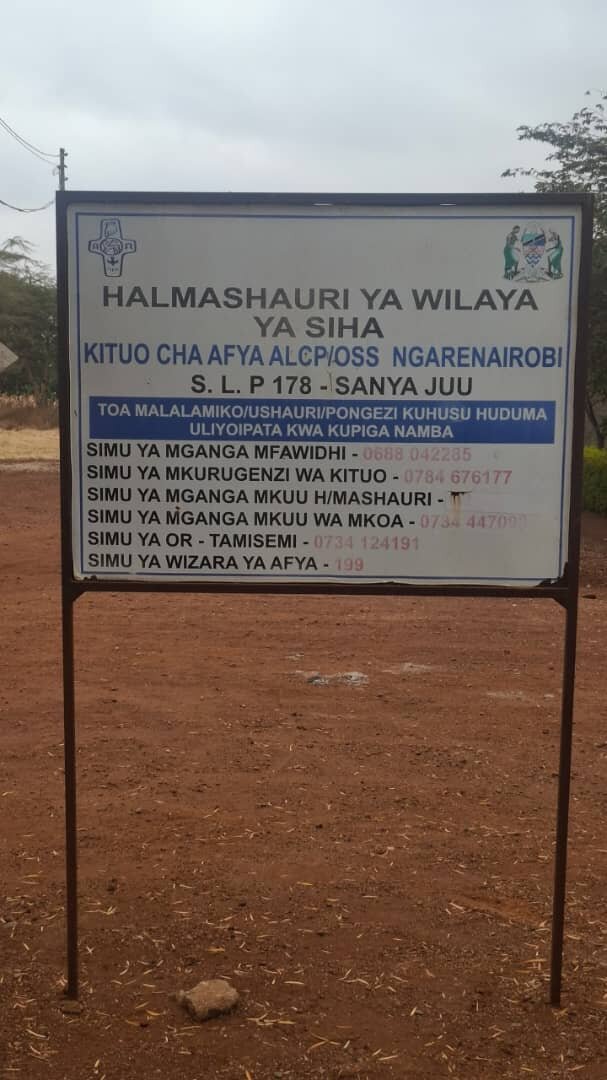 HALMASHAURI YA WILAYA
YA SIHA
KITUO CHA AFYA ALCP/OSS NGARENAIROBI
S. L. P 178 - SANYA JUU
TOA MALALAMIKO/USHAURI/PONGEZI KUHUSU HUDUMA
ULIYOIPATA KWA KUPIGA NAMBA
SIMU YA MGANGA MFAWIDHI - 0688 042285
SIMU YA MKURUGENZI WA KITUO - 0784 676177
SIMU YA MGANGA MKUU H/MASHAURI -
SIMU YA MGANGA MKUU WA MKOA - 0734
SIMU YA OR - TAMISEMI - 0734 124191
SIMU YA WIZARA YA AFYA - 199